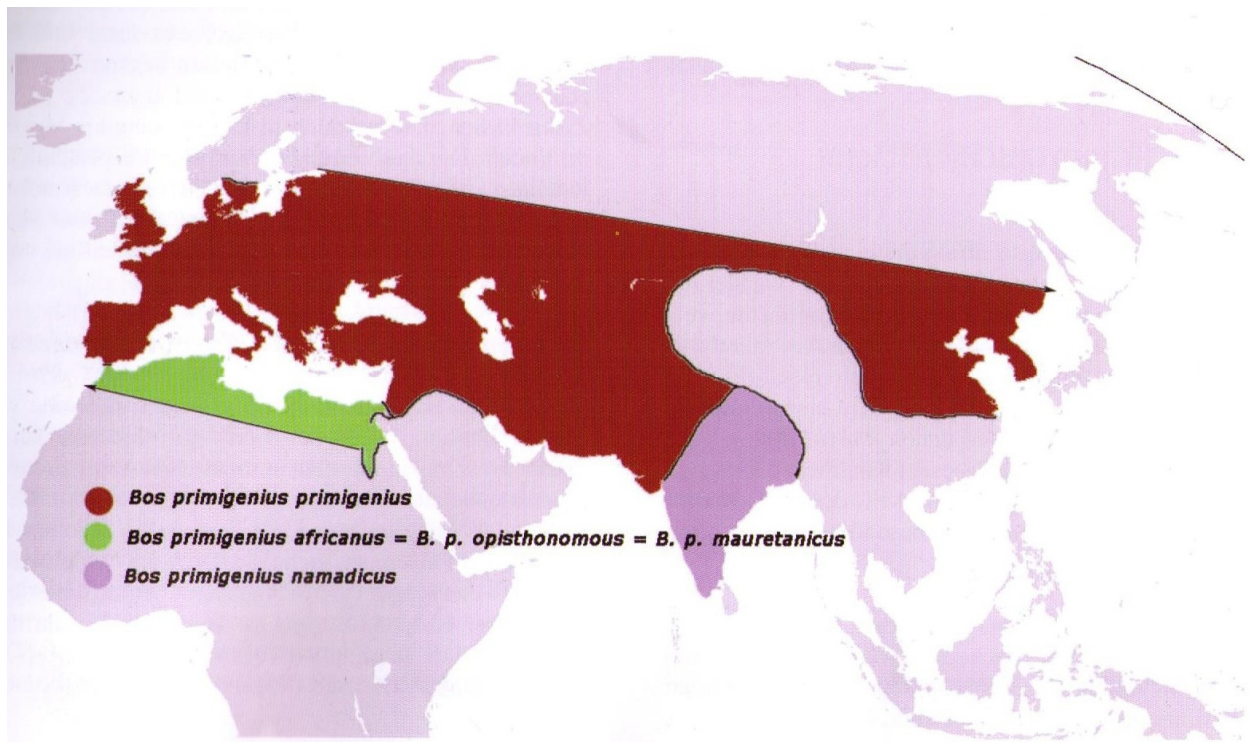 Bos primigenius primigenius
Bos primigenius africanus = B. p. opisthonomous = B. p. mauretanicus
Bos primigenius namadicus